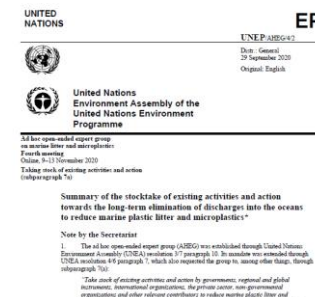 UNITED
NATIONS
EP
UNEP/AHEG/4/2
Distr.: General
29 September 2020
Original: English
United Nations
Environment Assembly of the
United Nations Environment
Programme
Ad hoc open-ended expert group
on marine litter and microplastics
Fourth meeting
Online, 9–13 November 2020
Taking stock of existing activities and action
(subparagraph 7a)
Summary of the stocktake of existing activities and action
towards the long-term elimination of discharges into the oceans
to reduce marine plastic litter and microplastics*
Note by the Secretariat
1. The ad hoc open-ended expert group (AHEG) was established through United Nations
Environment Assembly (UNEA) resolution 3/7 paragraph 10. Its mandate was extended through
UNEA resolution 4/6 paragraph 7, which also requested the group to, among other things, through
subparagraph 7(a):
"Take stock of existing activities and action by governments, regional and global
instruments, international organizations, the private sector, non-governmental
organizations and other relevant contributors to reduce marine plastic litter and